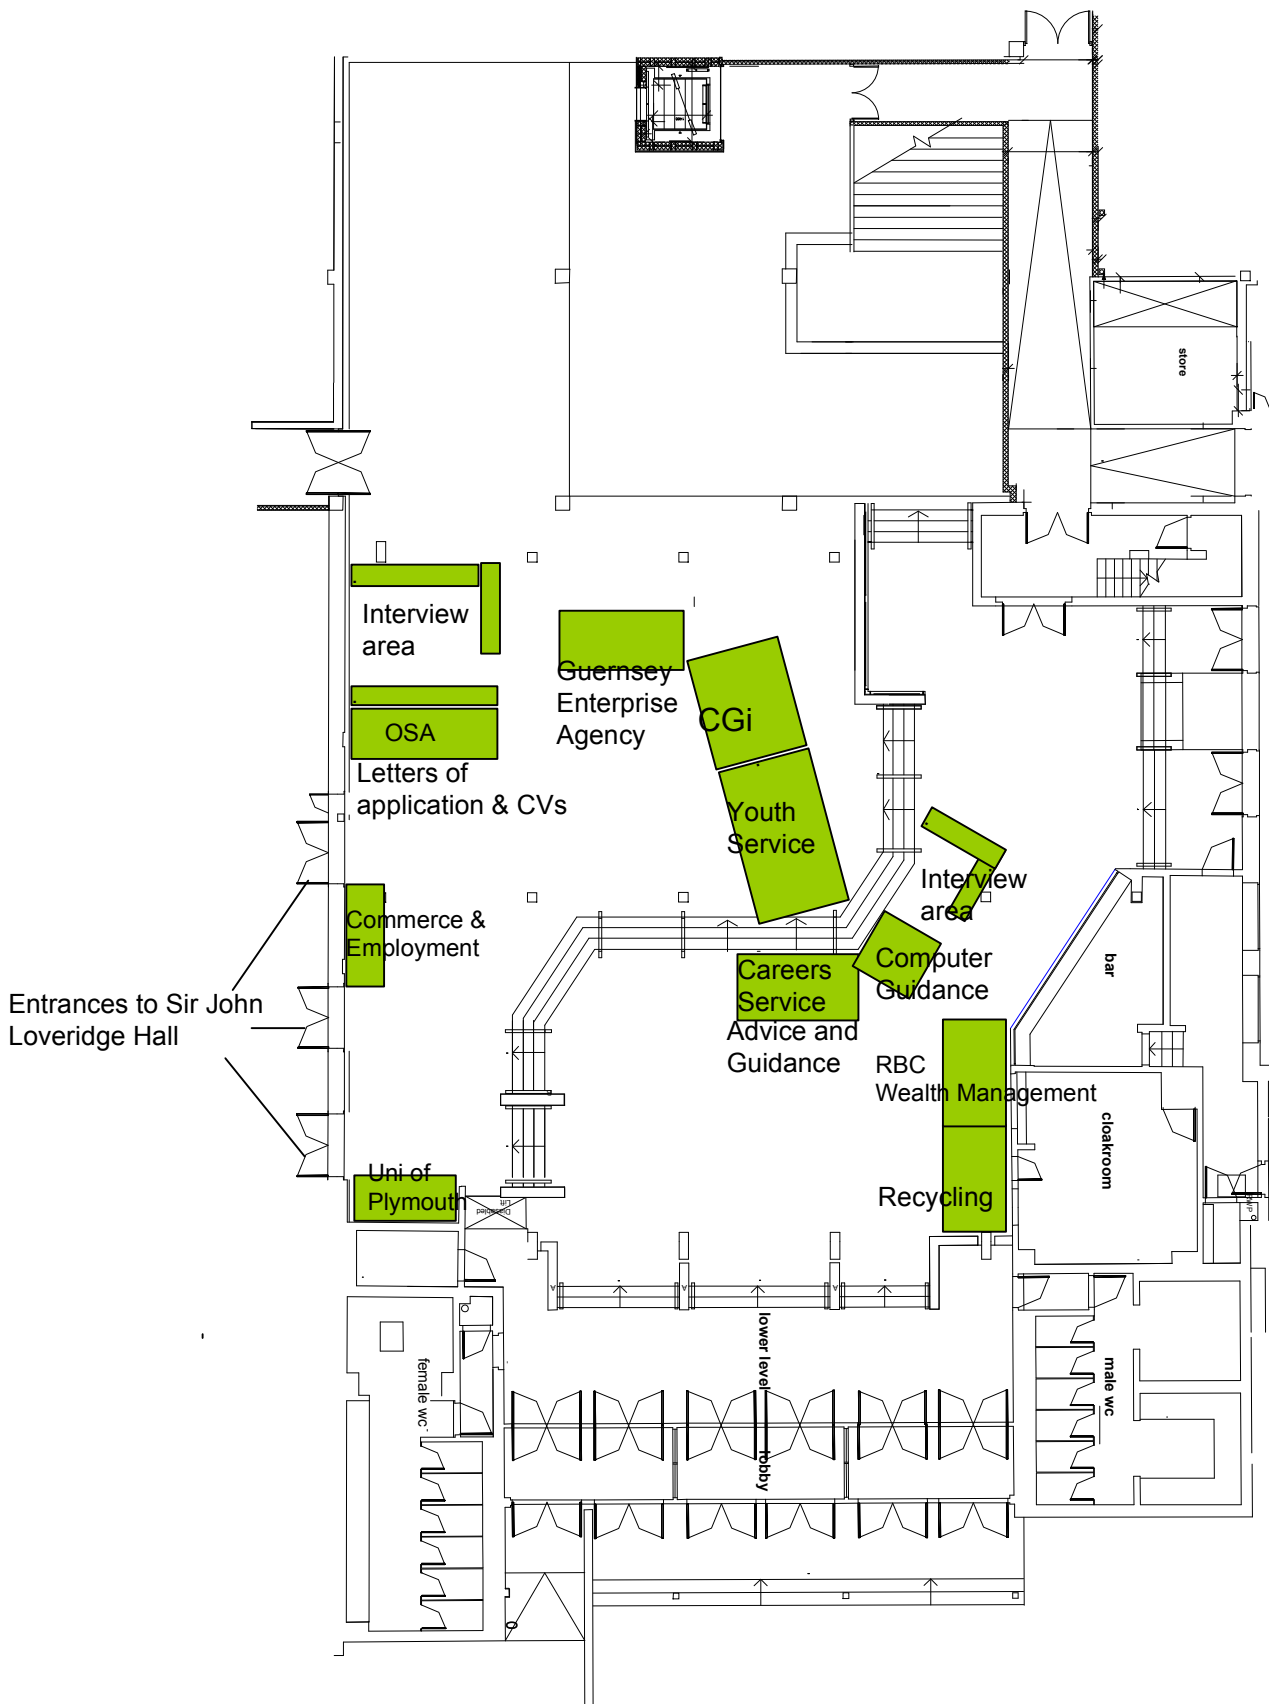 store
Interview
area
Guernsey
Enterprise
Agency
CGi
OSA
Letters of
application & CVs
Youth
Service
Interview
area
Commerce &
Employment
Careers
Service
Advice and
Guidance
Computer
Guidance
bar
Entrances to Sir John
Loveridge Hall
RBC
Wealth Management
cloakroom
Uni of
Plymouth
Recycling
Disabled
Lift
lower level
lobby
female wc
male wc